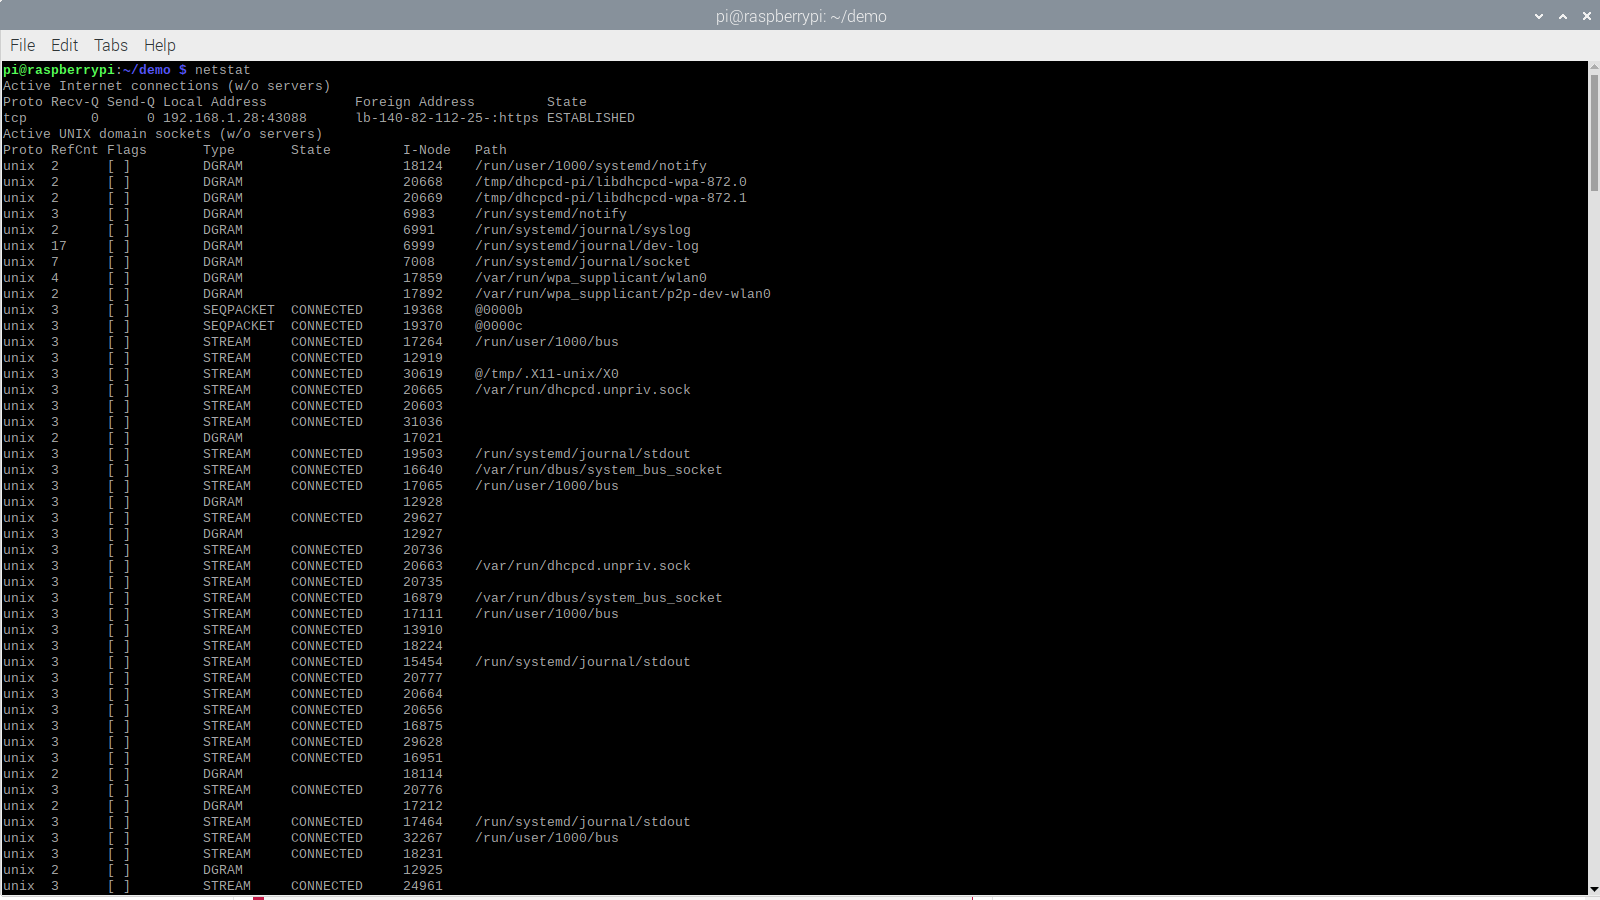 pi@raspberrypi: ~/demo
File Edit Tabs Help
pi@raspberrypi:~/demo $ netstat
Active Internet connections (w/o servers)
Proto Recv-Q Send-Q Local Address           Foreign Address         State
tcp        0      0 192.168.1.28:43088      lb-140-82-112-25-:https ESTABLISHED
Active UNIX domain sockets (w/o servers)
Proto RefCnt Flags       Type       State         I-Node   Path
unix  2      [ ]         DGRAM                    18124    /run/user/1000/systemd/notify
unix  2      [ ]         DGRAM                    20668    /tmp/dhcpcd-pi/libdhcpcd-wpa-872.0
unix  2      [ ]         DGRAM                    20669    /tmp/dhcpcd-pi/libdhcpcd-wpa-872.1
unix  3      [ ]         DGRAM                    6983     /run/systemd/notify
unix  2      [ ]         DGRAM                    6991     /run/systemd/journal/syslog
unix  17     [ ]         DGRAM                    6999     /run/systemd/journal/dev-log
unix  7      [ ]         DGRAM                    7008     /run/systemd/journal/socket
unix  4      [ ]         DGRAM                    17859    /var/run/wpa_supplicant/wlan0
unix  2      [ ]         DGRAM                    17892    /var/run/wpa_supplicant/p2p-dev-wlan0
unix  3      [ ]         SEQPACKET  CONNECTED     19368    @0000b
unix  3      [ ]         SEQPACKET  CONNECTED     19370    @0000c
unix  3      [ ]         STREAM     CONNECTED     17264    /run/user/1000/bus
unix  3      [ ]         STREAM     CONNECTED     12919
unix  3      [ ]         STREAM     CONNECTED     30619    @/tmp/.X11-unix/X0
unix  3      [ ]         STREAM     CONNECTED     20665    /var/run/dhcpcd.unpriv.sock
unix  3      [ ]         STREAM     CONNECTED     20603
unix  3      [ ]         STREAM     CONNECTED     31036
unix  2      [ ]         DGRAM                    17021
unix  3      [ ]         STREAM     CONNECTED     19503    /run/systemd/journal/stdout
unix  3      [ ]         STREAM     CONNECTED     16640    /var/run/dbus/system_bus_socket
unix  3      [ ]         STREAM     CONNECTED     17065    /run/user/1000/bus
unix  3      [ ]         DGRAM                    12928
unix  3      [ ]         STREAM     CONNECTED     29627
unix  3      [ ]         DGRAM                    12927
unix  3      [ ]         STREAM     CONNECTED     20736
unix  3      [ ]         STREAM     CONNECTED     20663    /var/run/dhcpcd.unpriv.sock
unix  3      [ ]         STREAM     CONNECTED     20735
unix  3      [ ]         STREAM     CONNECTED     16879    /var/run/dbus/system_bus_socket
unix  3      [ ]         STREAM     CONNECTED     17111    /run/user/1000/bus
unix  3      [ ]         STREAM     CONNECTED     13910
unix  3      [ ]         STREAM     CONNECTED     18224
unix  3      [ ]         STREAM     CONNECTED     15454    /run/systemd/journal/stdout
unix  3      [ ]         STREAM     CONNECTED     20777
unix  3      [ ]         STREAM     CONNECTED     20664
unix  3      [ ]         STREAM     CONNECTED     20656
unix  3      [ ]         STREAM     CONNECTED     16875
unix  3      [ ]         STREAM     CONNECTED     29628
unix  3      [ ]         STREAM     CONNECTED     16951
unix  2      [ ]         DGRAM                    18114
unix  3      [ ]         STREAM     CONNECTED     20776
unix  2      [ ]         DGRAM                    17212
unix  3      [ ]         STREAM     CONNECTED     17464    /run/systemd/journal/stdout
unix  3      [ ]         STREAM     CONNECTED     32267    /run/user/1000/bus
unix  3      [ ]         STREAM     CONNECTED     18231
unix  2      [ ]         DGRAM                    12925
unix  3      [ ]         STREAM     CONNECTED     24961